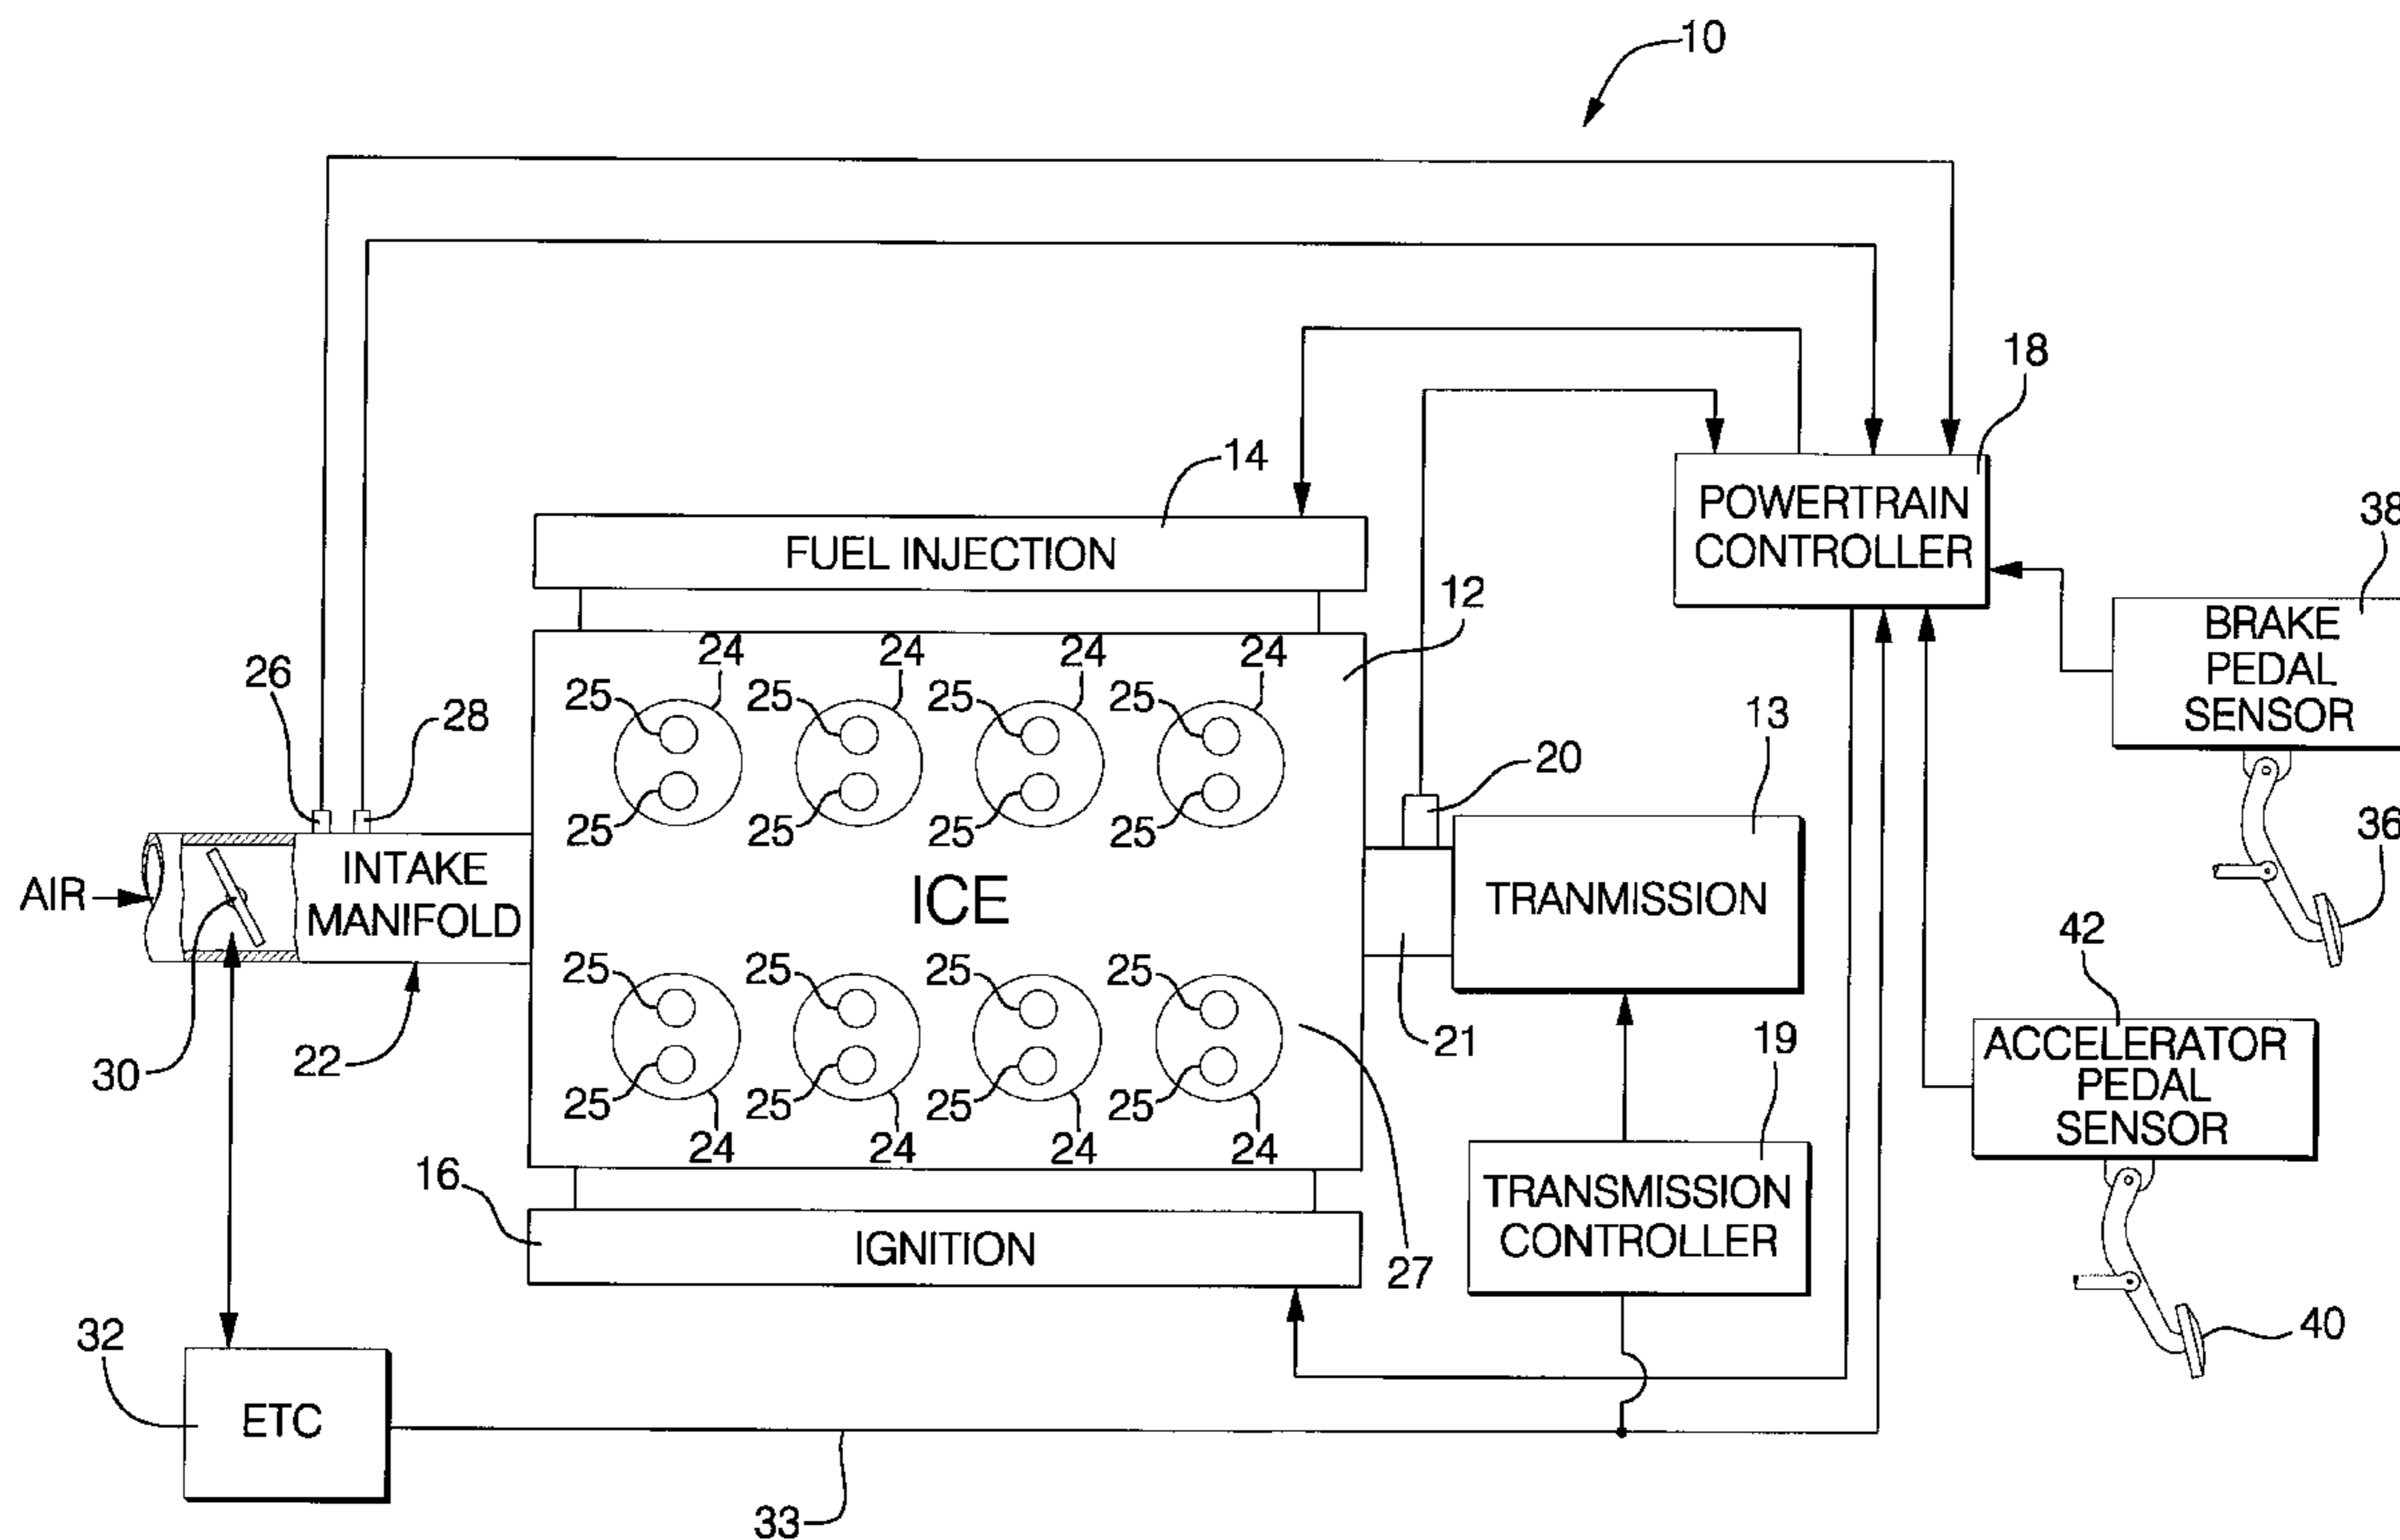 10
18
14
FUEL INJECTION
POWERTRAIN
CONTROLLER
38
12
BRAKE
PEDAL
SENSOR
24 24 24 24
26
25 25 25 25
28
13
20
25 25 25 25
36
AIR
INTAKE
MANIFOLD
ICE
TRANMISSION
42
25 25 25 25
30
22
21
19
ACCELERATOR
PEDAL
SENSOR
25 25 25 25
24 24 24 24
16
TRANSMISSION
CONTROLLER
IGNITION
27
32
40
ETC
33